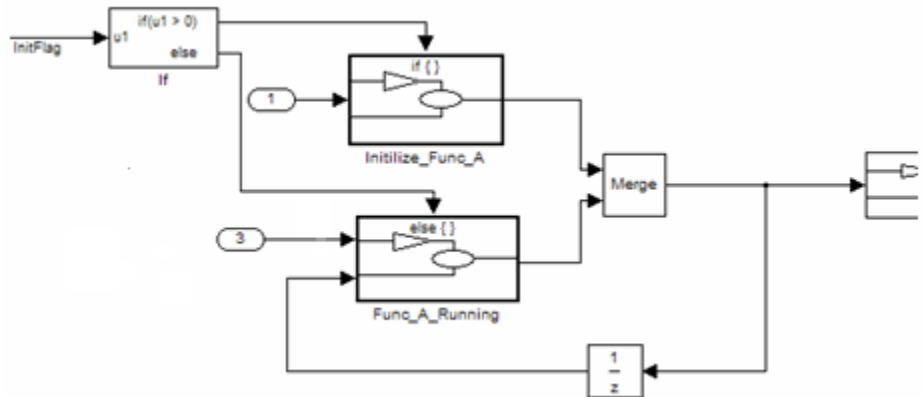 if(u1 > 0)
InitFlag
u1
else
If
if { }
1
Initilize_Func_A
Merge
else { }
3
Func_A_Running
1
z